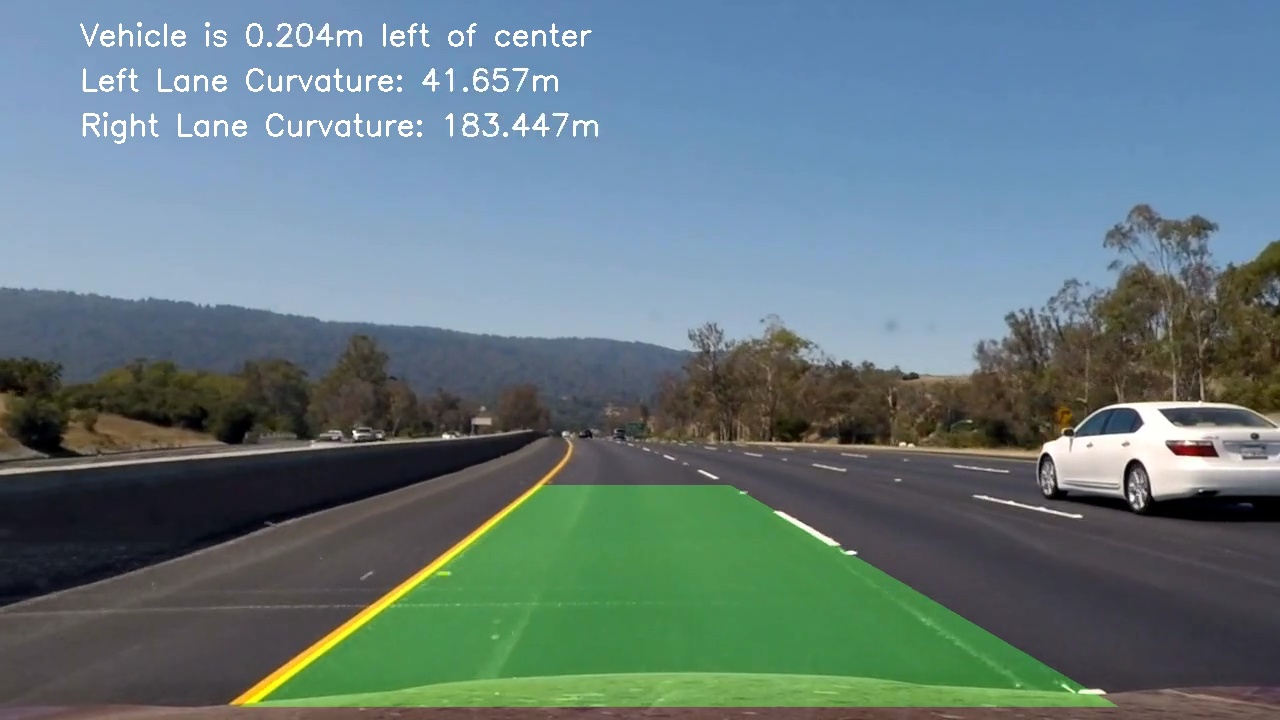 Vehicle is 0.204m left of center
Left Lane Curvature: 41.657m
Right Lane Curvature: 183.447m